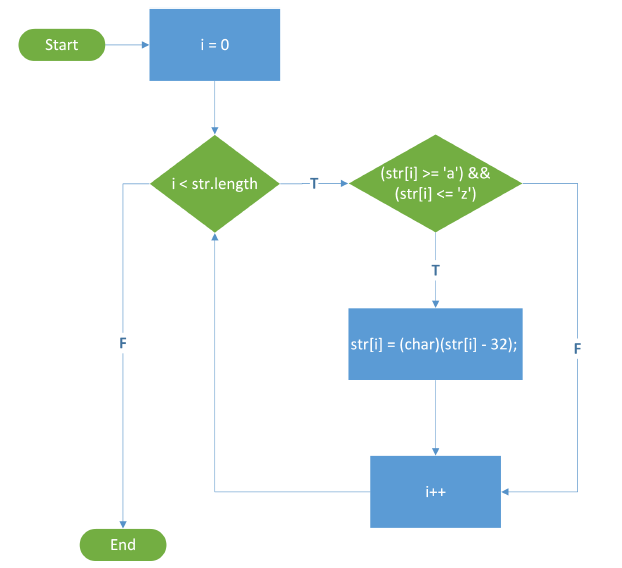 Start
i = 0
i < str.length
T
(str[i] >= 'a') &&
(str[i] <= 'z')
T
F
str[i] = (char)(str[i] - 32);
F
i++
End